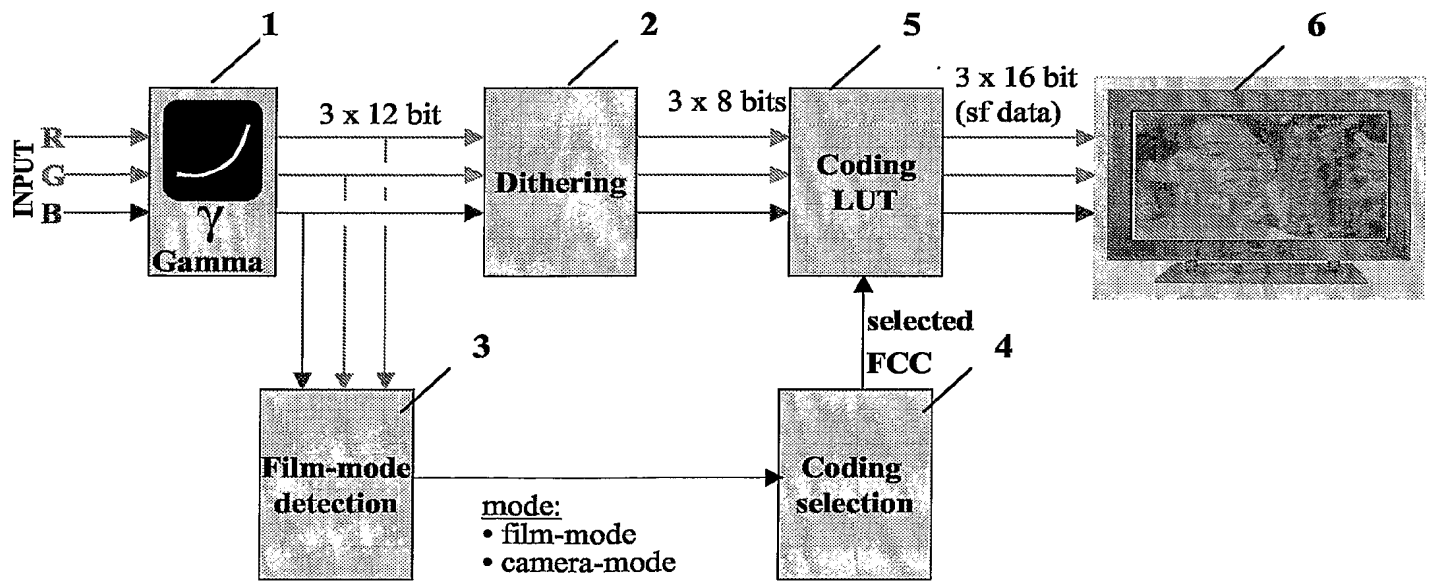 1
2
5
6
3 x 12 bit
3 x 8 bits
3 x 16 bit
(sf data)
INPUT
R
G
B
γ
Gamma
Dithering
Coding
LUT
selected
FCC
3
4
Film-mode
detection
Coding
selection
mode:
• film-mode
• camera-mode